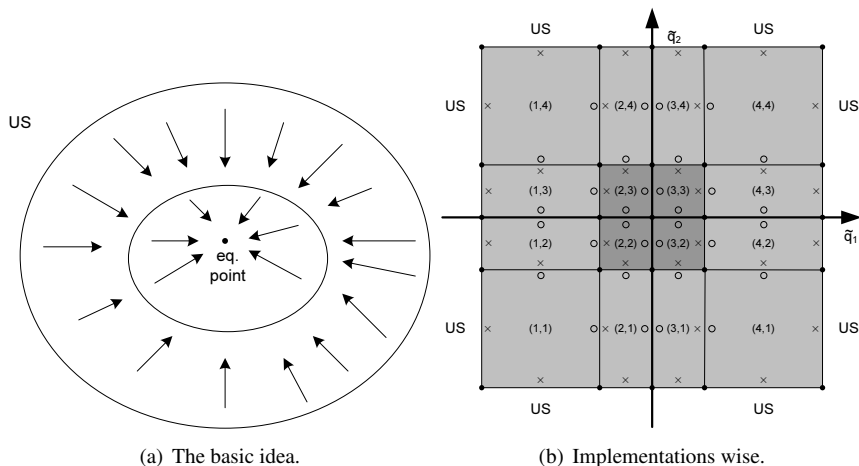 US
eq.
point
(a) The basic idea.
US US
q̃₂
US (1,4) (2,4) (3,4) (4,4) US
(1,3) (2,3) (3,3) (4,3)
q̃₁
(1,2) (2,2) (3,2) (4,2)
US (1,1) (2,1) (3,1) (4,1) US
US US
(b) Implementations wise.